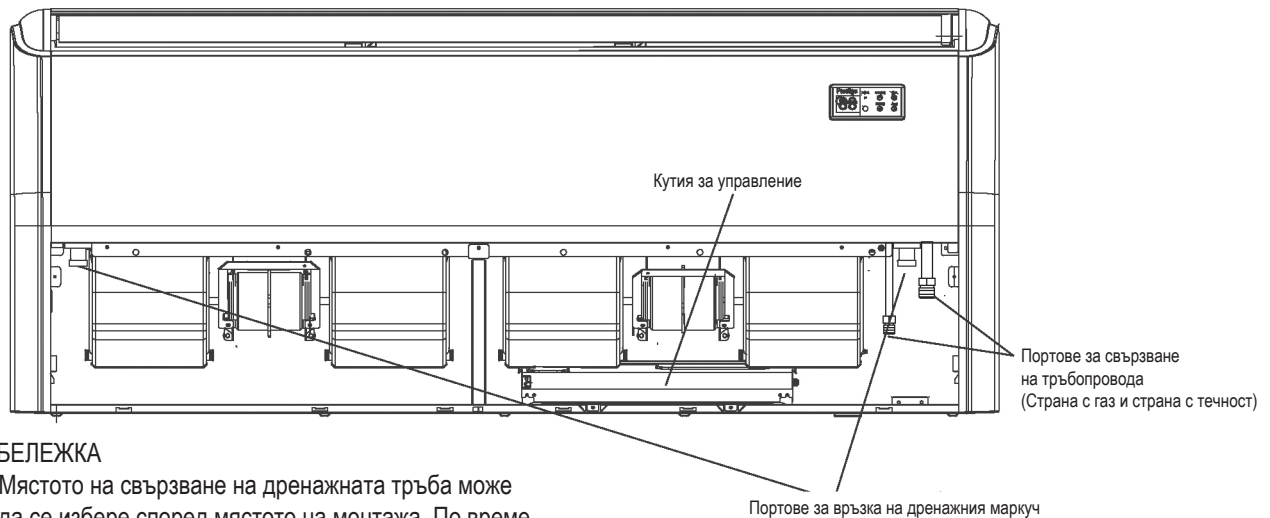 Кутия за управление
Портове за свързване
на тръбопровода
(Страна с газ и страна с течност)
БЕЛЕЖКА
Мястото на свързване на дренажната тръба може
да се избере според мястото на монтажа. По време
Портове за връзка на дренажния маркуч